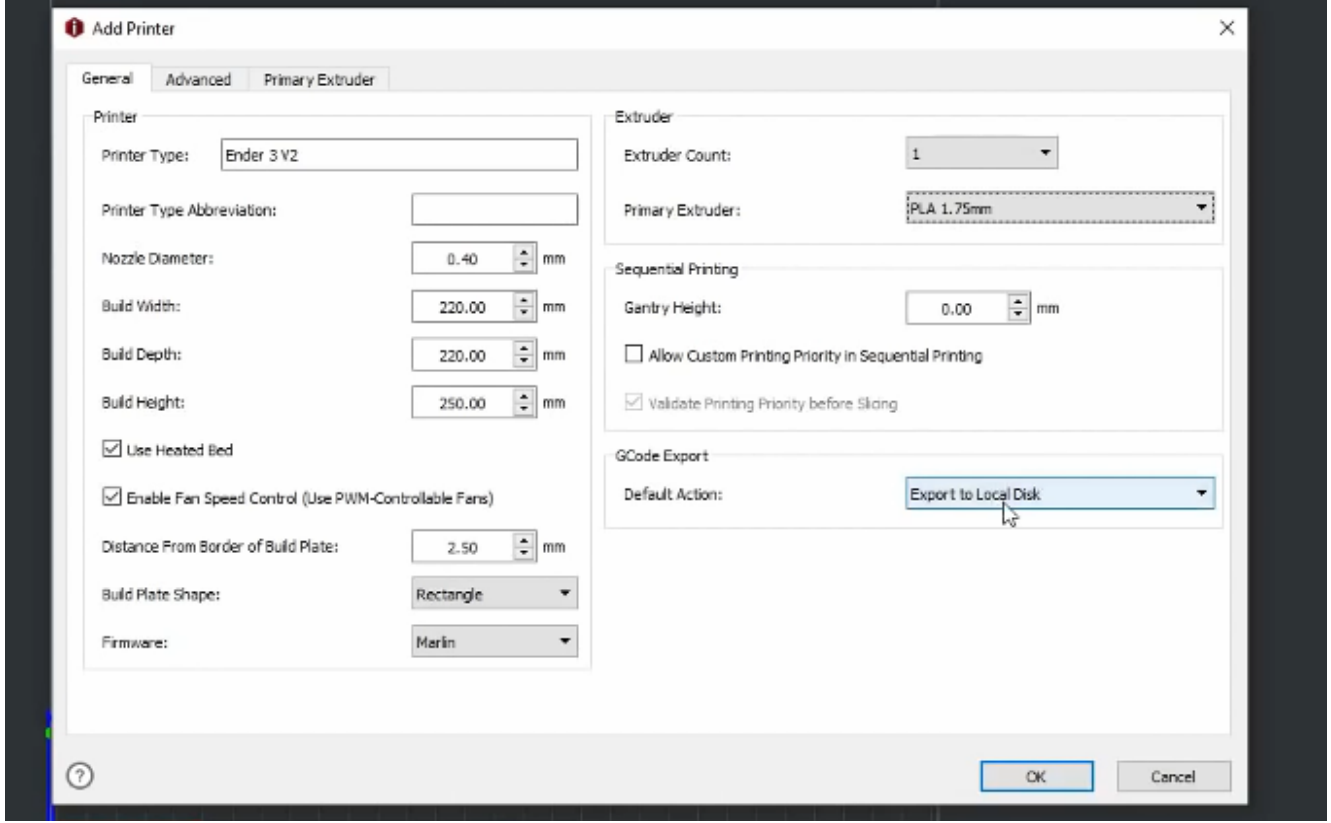 Add Printer
General Advanced Primary Extruder
Printer
Printer Type: Ender 3 V2
Printer Type Abbreviation:
Nozzle Diameter: 0.40 mm
Build Width: 220.00 mm
Build Depth: 220.00 mm
Build Height: 250.00 mm
Use Heated Bed
Enable Fan Speed Control (Use PWM-Controllable Fans)
Distance From Border of Build Plate: 2.50 mm
Build Plate Shape: Rectangle
Firmware: Marlin
Extruder
Extruder Count: 1
Primary Extruder: PLA 1.75mm
Sequential Printing
Gantry Height: 0.00 mm
Allow Custom Printing Priority in Sequential Printing
Validate Printing Priority before Slicing
GCode Export
Default Action: Export to Local Disk
? OK Cancel